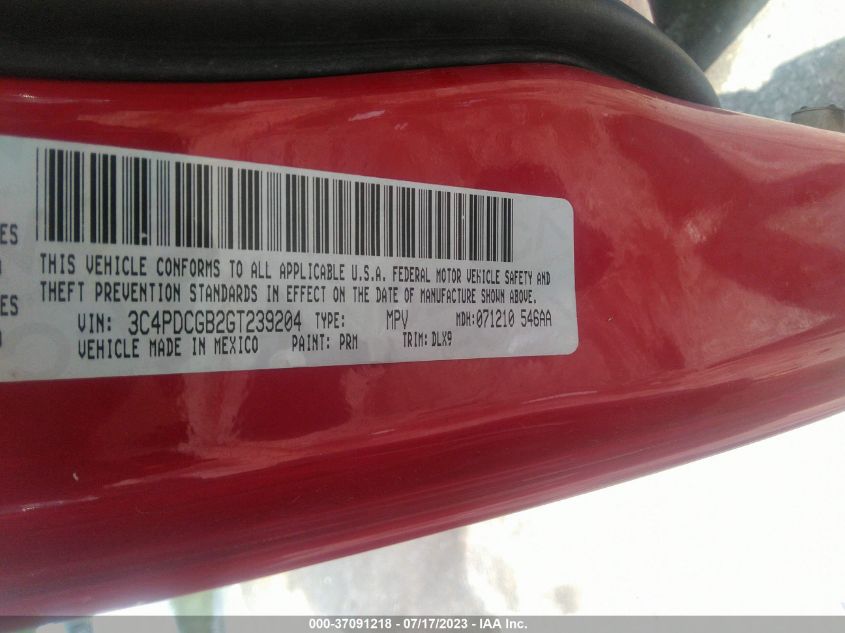 ES
ES
THIS VEHICLE CONFORMS TO ALL APPLICABLE U.S.A. FEDERAL MOTOR VEHICLE SAFETY AND
THEFT PREVENTION STANDARDS IN EFFECT ON THE DATE OF MANUFACTURE SHOWN ABOVE.
VIN: 3C4PDCGB2GT239204 TYPE: MPV MDH:071210 546AA
VEHICLE MADE IN MEXICO PAINT: PRM TRIM: DLX9
000-37091218 - 07/17/2023 - IAA Inc.